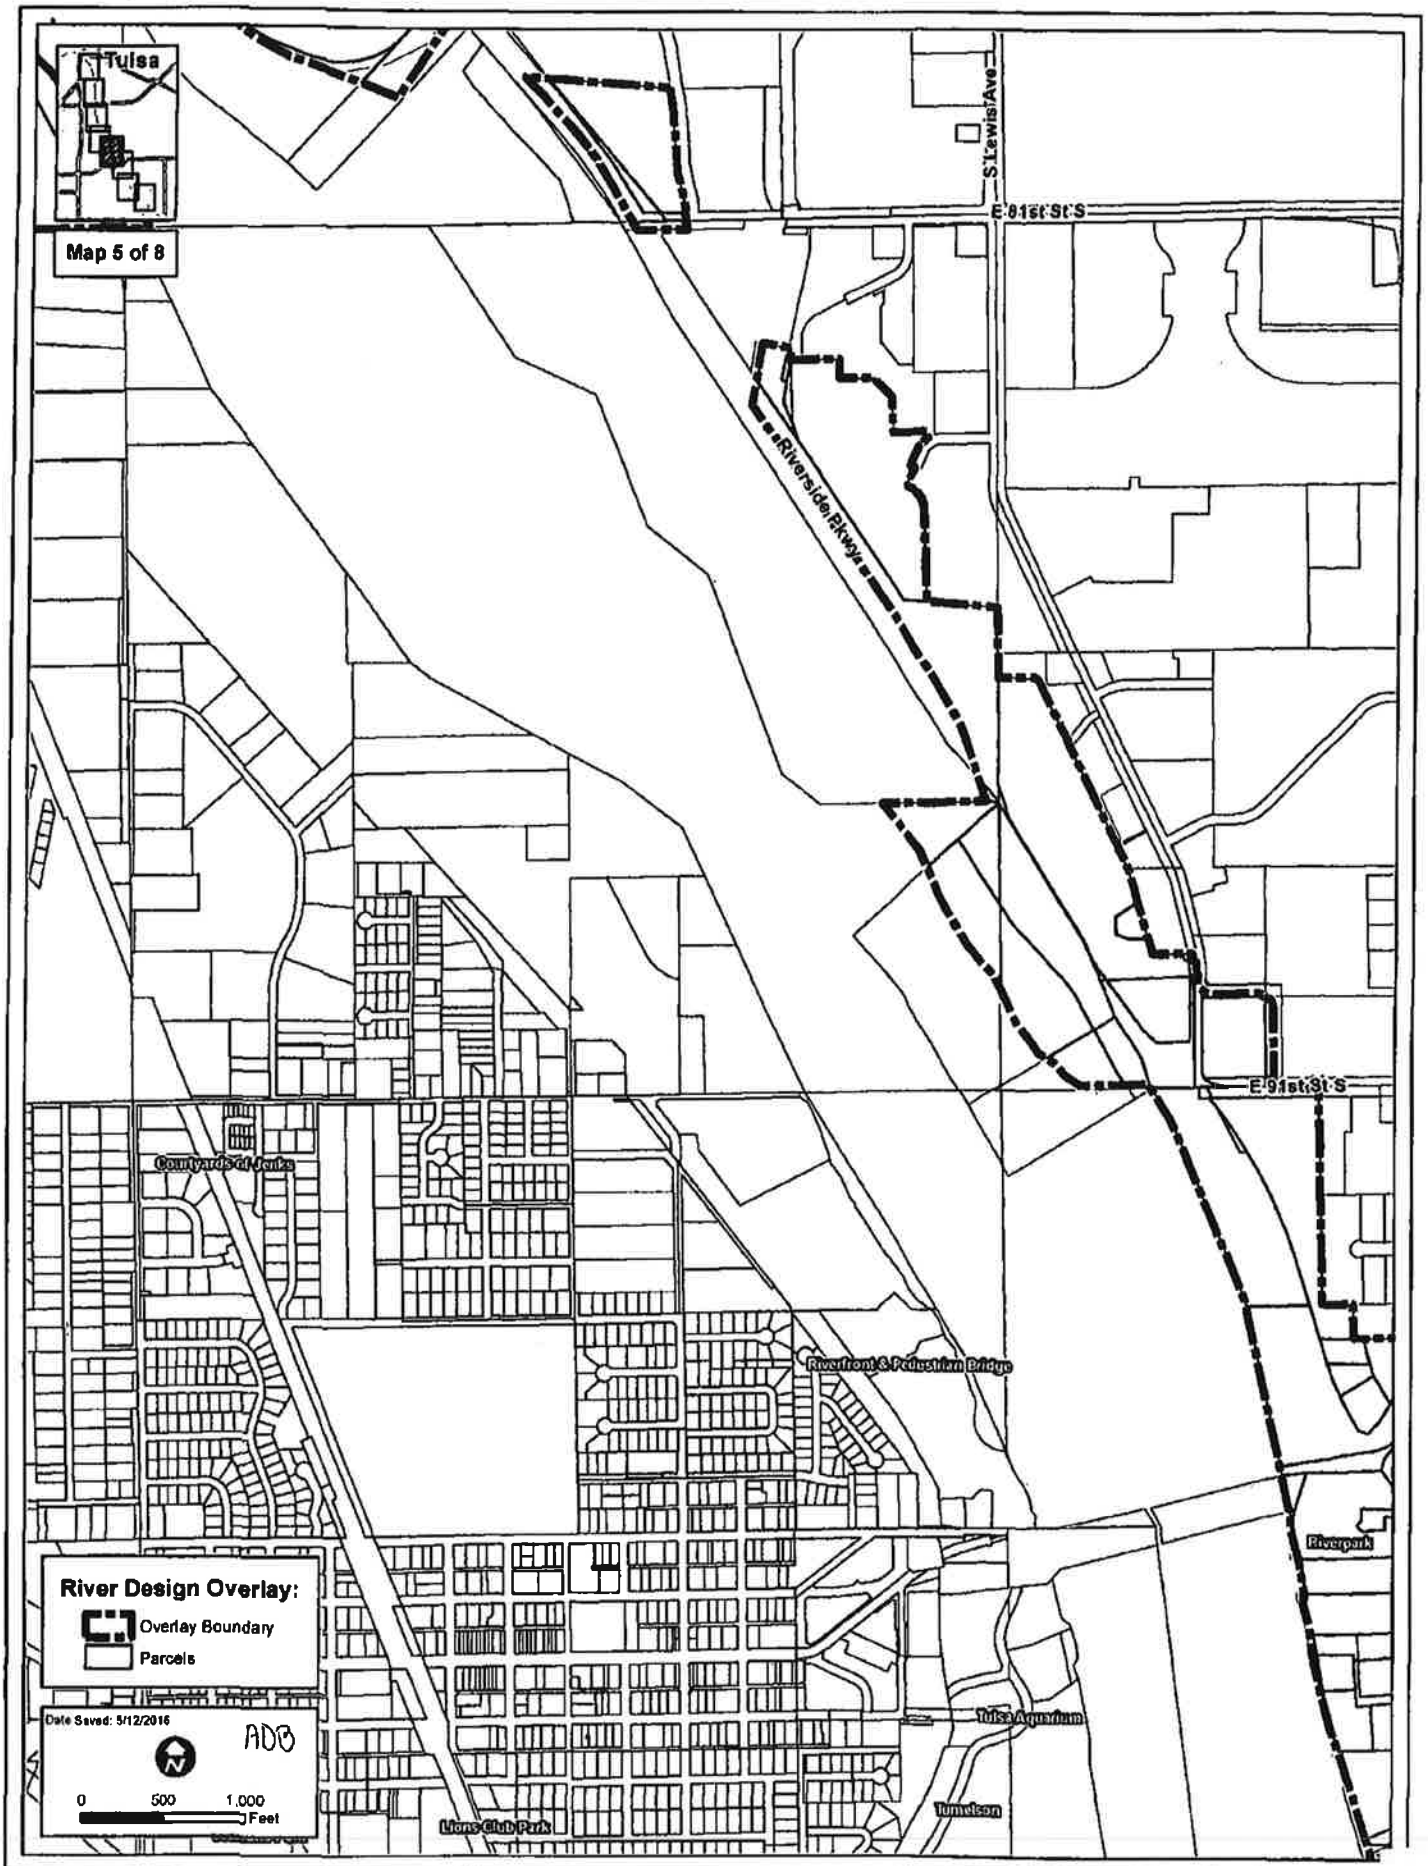 Tulsa
Map 5 of 8
S Lewis Ave
E 81st St S
Riverside Pkwy
E 91st St S
Courtyards of Jenks
Riverfront & Pedestrian Bridge
Riverpark
River Design Overlay:
Overlay Boundary
Parcels
Date Saved: 5/12/2016
ADB
N
0 500 1,000
Feet
Tulsa Aquarium
Tumelson
Lions Club Park